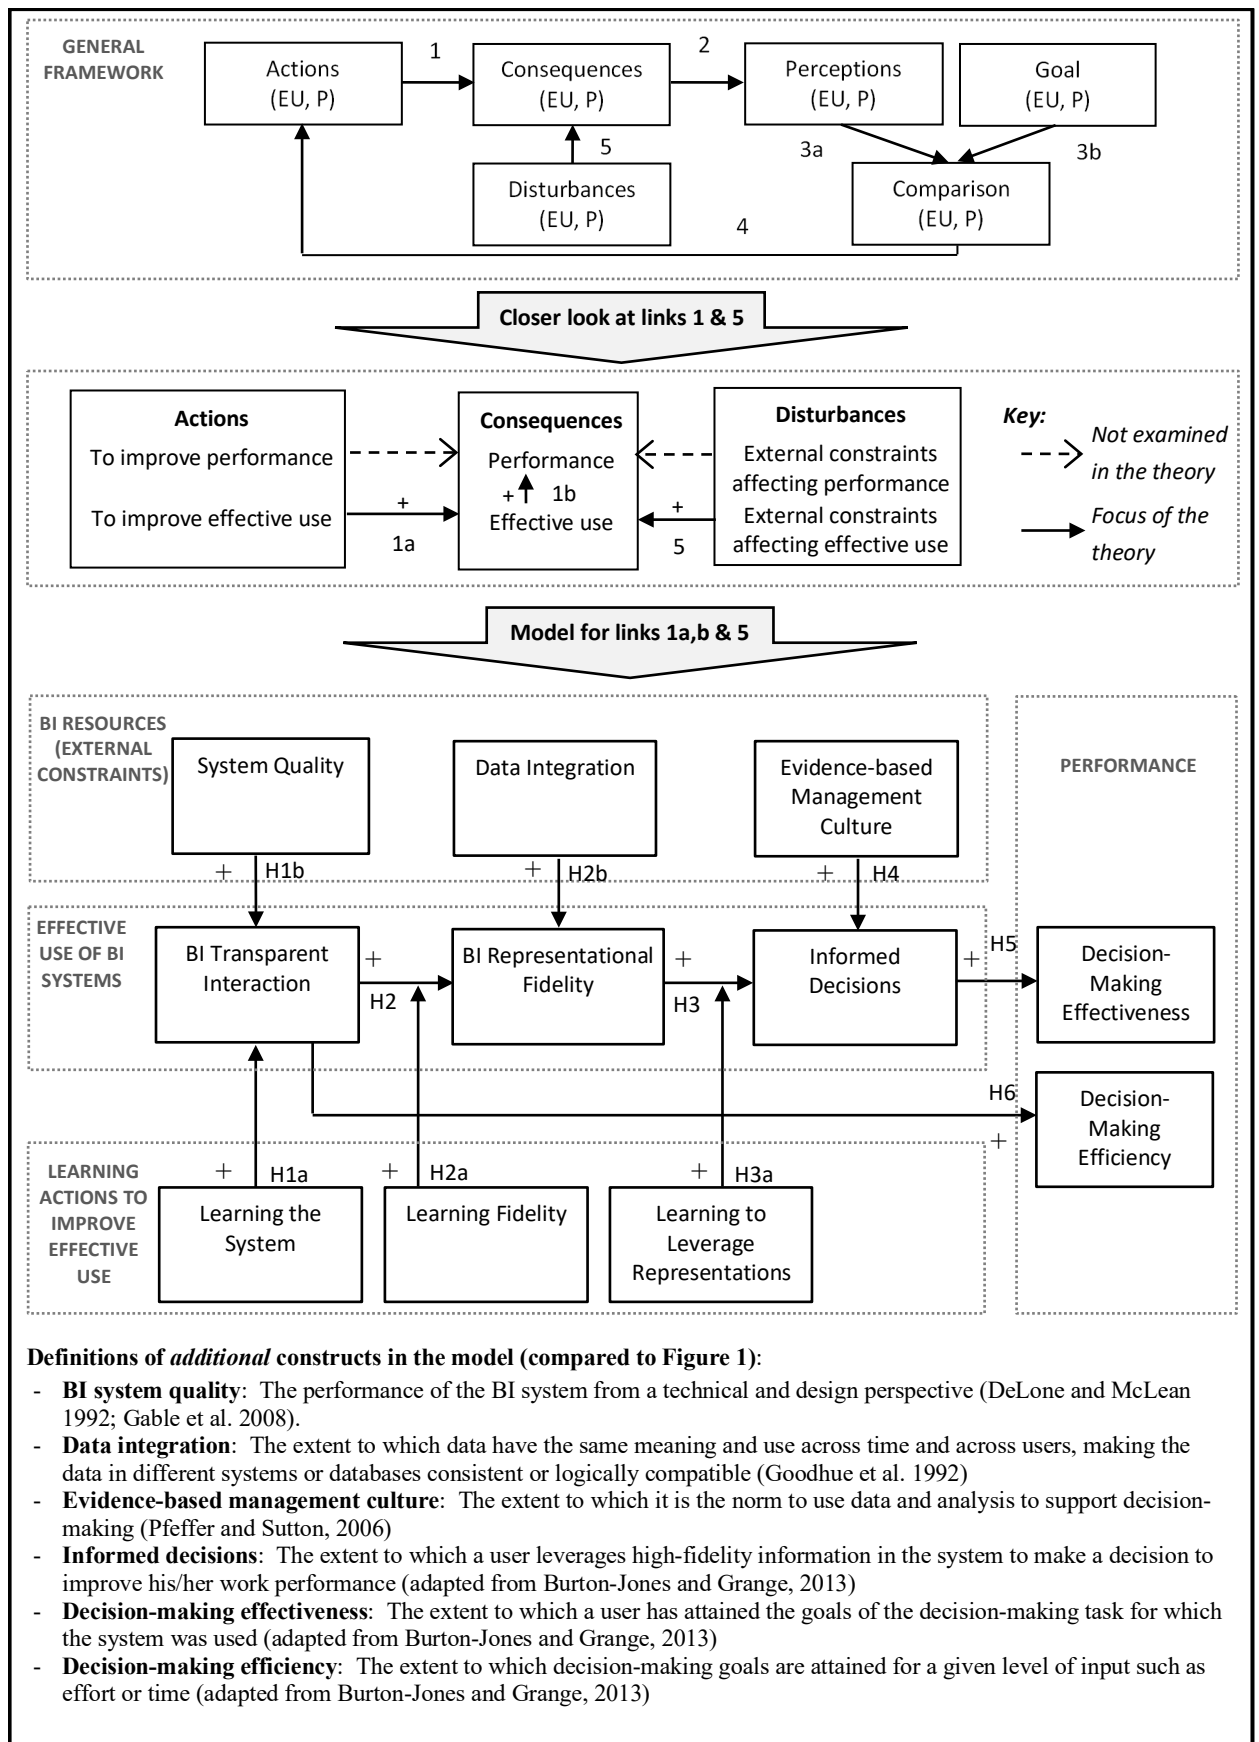 GENERAL
FRAMEWORK
Actions
(EU, P)
1
Consequences
(EU, P)
2
Perceptions
(EU, P)
Goal
(EU, P)
5
3a
3b
Disturbances
(EU, P)
Comparison
(EU, P)
4
Closer look at links 1 & 5
Actions
To improve performance
To improve effective use
+
1a
Consequences
Performance
+ 1b
Effective use
+
5
Disturbances
External constraints
affecting performance
External constraints
affecting effective use
Key:
Not examined
in the theory
Focus of the
theory
Model for links 1a,b & 5
BI RESOURCES
(EXTERNAL
CONSTRAINTS)
System Quality
Data Integration
Evidence-based
Management
Culture
PERFORMANCE
+ H1b
+ H2b
+ H4
EFFECTIVE
USE OF BI
SYSTEMS
BI Transparent
Interaction
+
H2
BI Representational
Fidelity
+
H3
Informed
Decisions
+ H5
Decision-
Making
Effectiveness
H6
+
Decision-
Making
Efficiency
LEARNING
ACTIONS TO
IMPROVE
EFFECTIVE
USE
+ H1a
+ H2a
+ H3a
Learning the
System
Learning Fidelity
Learning to
Leverage
Representations
Definitions of additional constructs in the model (compared to Figure 1):
- BI system quality: The performance of the BI system from a technical and design perspective (DeLone and McLean
1992; Gable et al. 2008).
- Data integration: The extent to which data have the same meaning and use across time and across users, making the
data in different systems or databases consistent or logically compatible (Goodhue et al. 1992)
- Evidence-based management culture: The extent to which it is the norm to use data and analysis to support decision-
making (Pfeffer and Sutton, 2006)
- Informed decisions: The extent to which a user leverages high-fidelity information in the system to make a decision to
improve his/her work performance (adapted from Burton-Jones and Grange, 2013)
- Decision-making effectiveness: The extent to which a user has attained the goals of the decision-making task for which
the system was used (adapted from Burton-Jones and Grange, 2013)
- Decision-making efficiency: The extent to which decision-making goals are attained for a given level of input such as
effort or time (adapted from Burton-Jones and Grange, 2013)